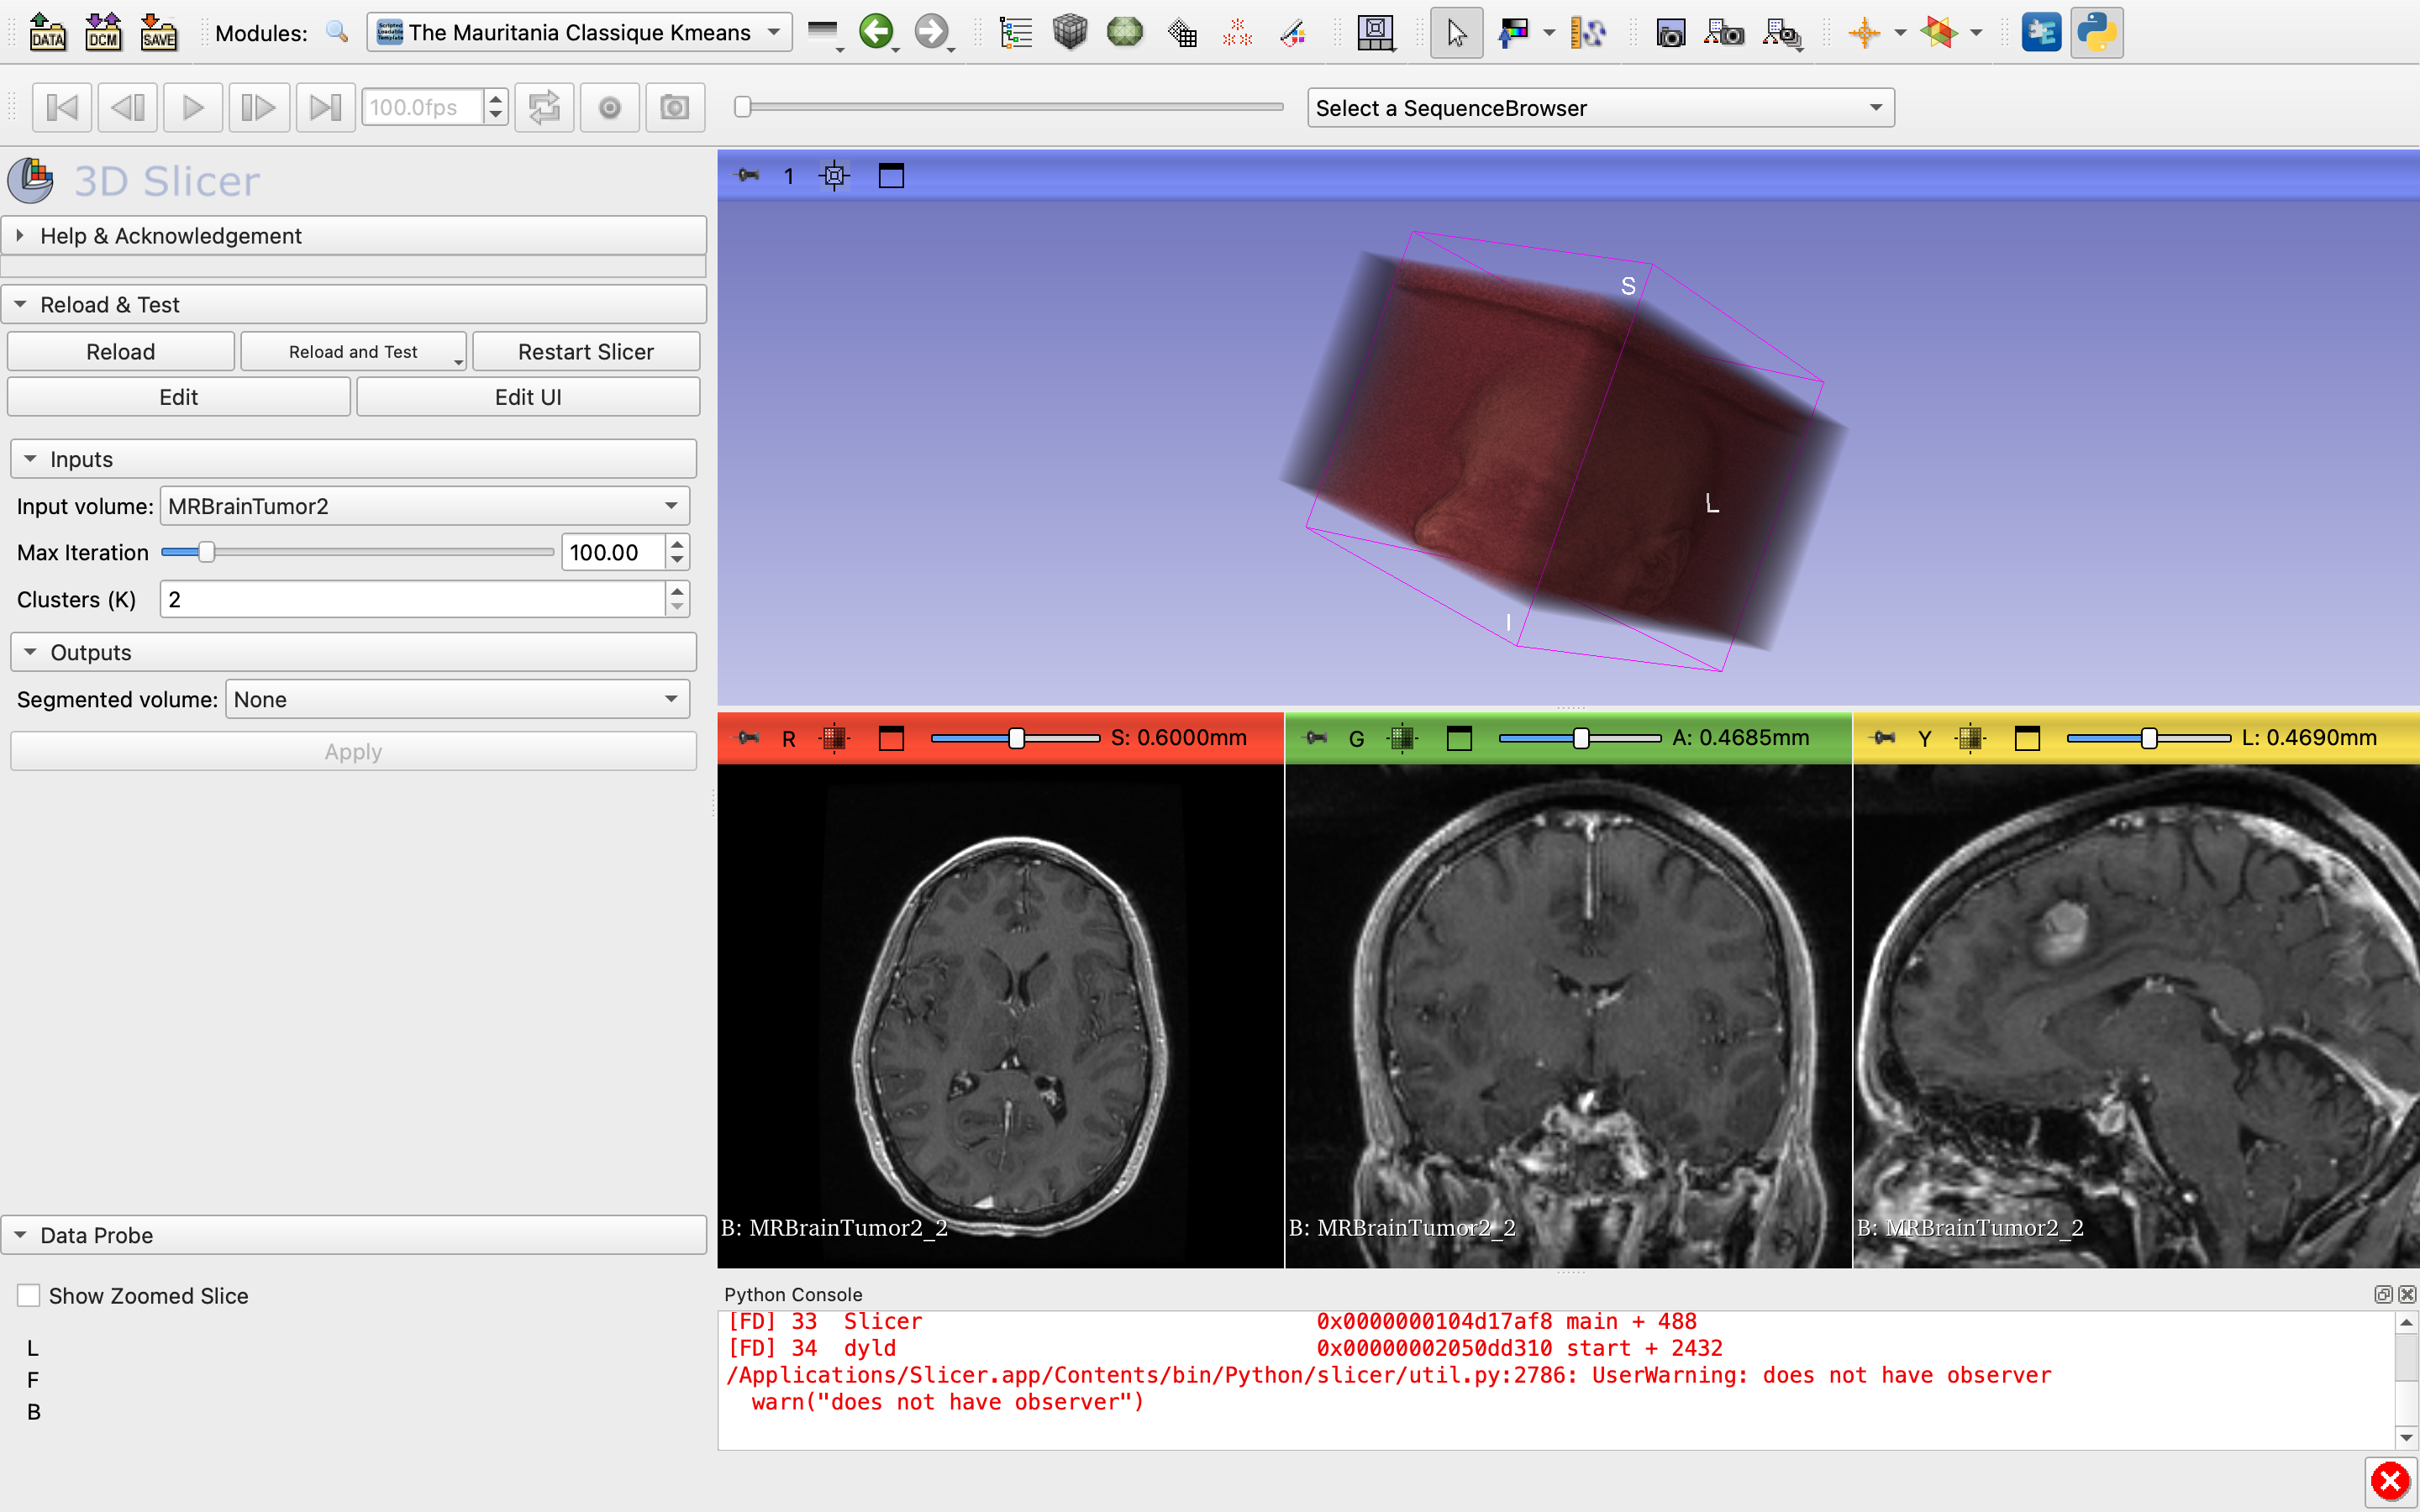 DATA DCM SAVE Modules: The Mauritania Classique Kmeans
100.0fps Select a SequenceBrowser
3D Slicer
Help & Acknowledgement
Reload & Test
Reload Reload and Test Restart Slicer
Edit Edit UI
Inputs
Input volume: MRBrainTumor2
Max Iteration 100.00
Clusters (K) 2
Outputs
Segmented volume: None
Apply
Data Probe
Show Zoomed Slice
L
F
B
1
S
L
I
R S: 0.6000mm
B: MRBrainTumor2_2
G A: 0.4685mm
B: MRBrainTumor2_2
Y L: 0.4690mm
B: MRBrainTumor2_2
Python Console
[FD] 33 Slicer 0x0000000104d17af8 main + 488
[FD] 34 dyld 0x00000002050dd310 start + 2432
/Applications/Slicer.app/Contents/bin/Python/slicer/util.py:2786: UserWarning: does not have observer
warn("does not have observer")